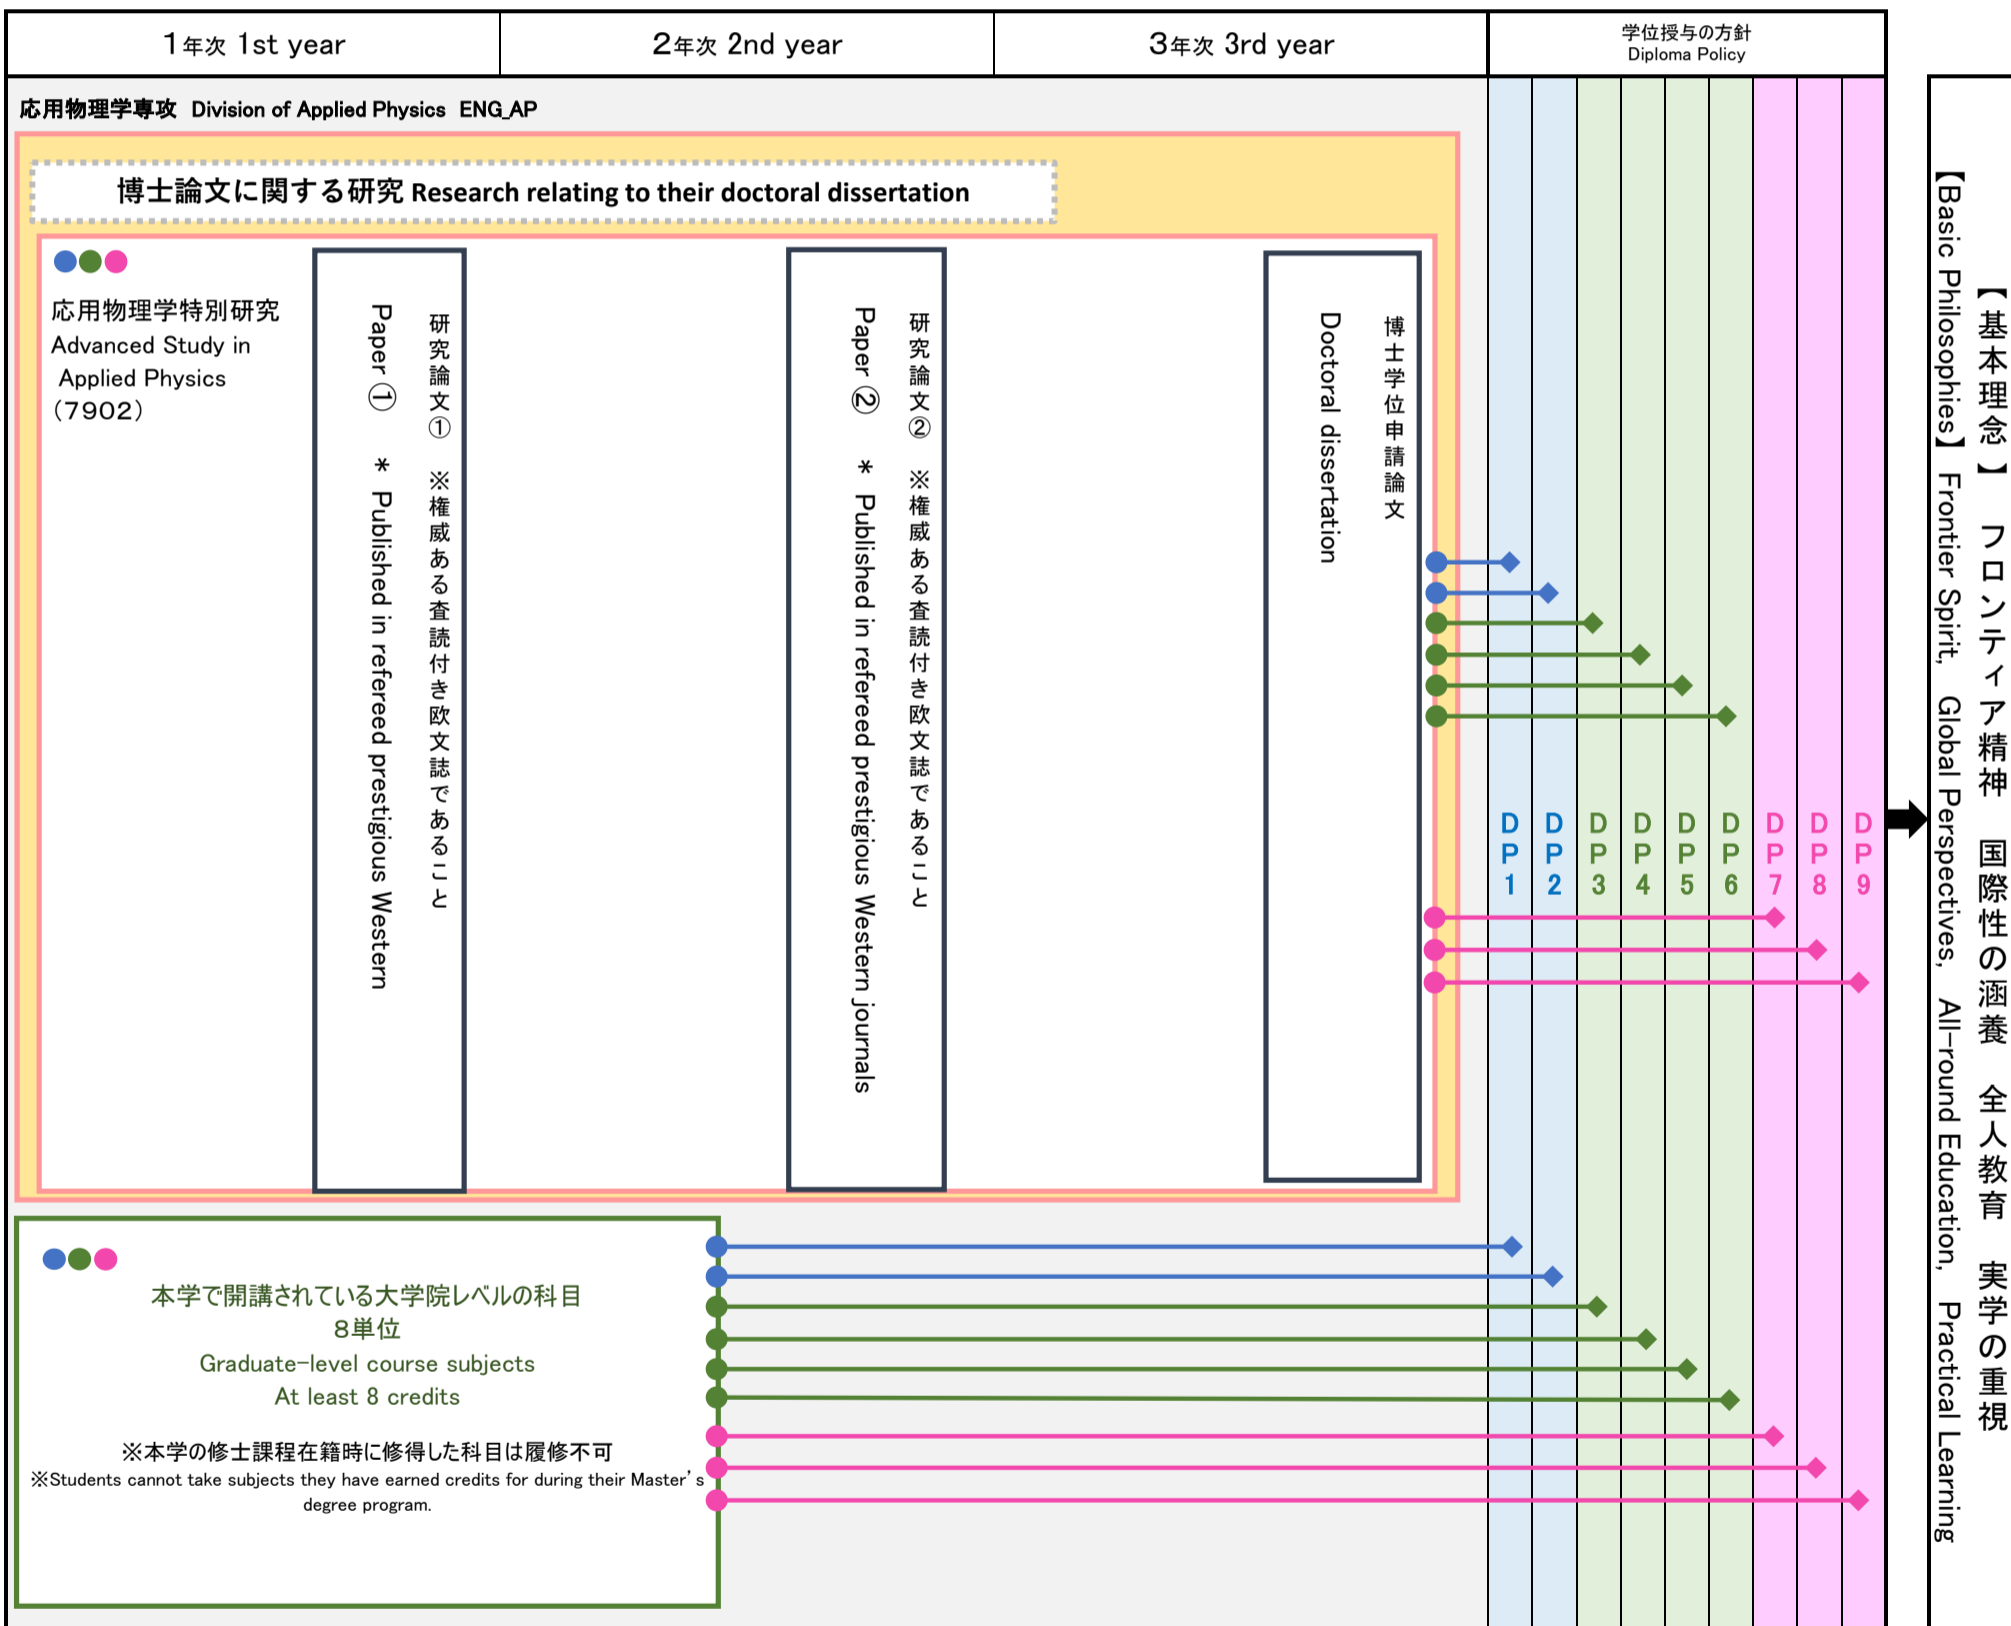 1年次 1st year
2年次 2nd year
3年次 3rd year
学位授与の方針
Diploma Policy
応用物理学専攻 Division of Applied Physics ENG_AP
博士論文に関する研究 Research relating to their doctoral dissertation
応用物理学特別研究
Advanced Study in
Applied Physics
（7902）
研究論文① ※権威ある査読付き欧文誌であること
Paper ① * Published in refereed prestigious Western
研究論文② ※権威ある査読付き欧文誌であること
Paper ② * Published in refereed prestigious Western journals
博士学位申請論文
Doctoral dissertation
DP1
DP2
DP3
DP4
DP5
DP6
DP7
DP8
DP9
本学で開講されている大学院レベルの科目
8単位
Graduate-level course subjects
At least 8 credits
※本学の修士課程在籍時に修得した科目は履修不可
※Students cannot take subjects they have earned credits for during their Master's
degree program.
【基本理念】 フロンティア精神 国際性の涵養 全人教育 実学の重視
【Basic Philosophies】 Frontier Spirit, Global Perspectives, All-round Education, Practical Learning